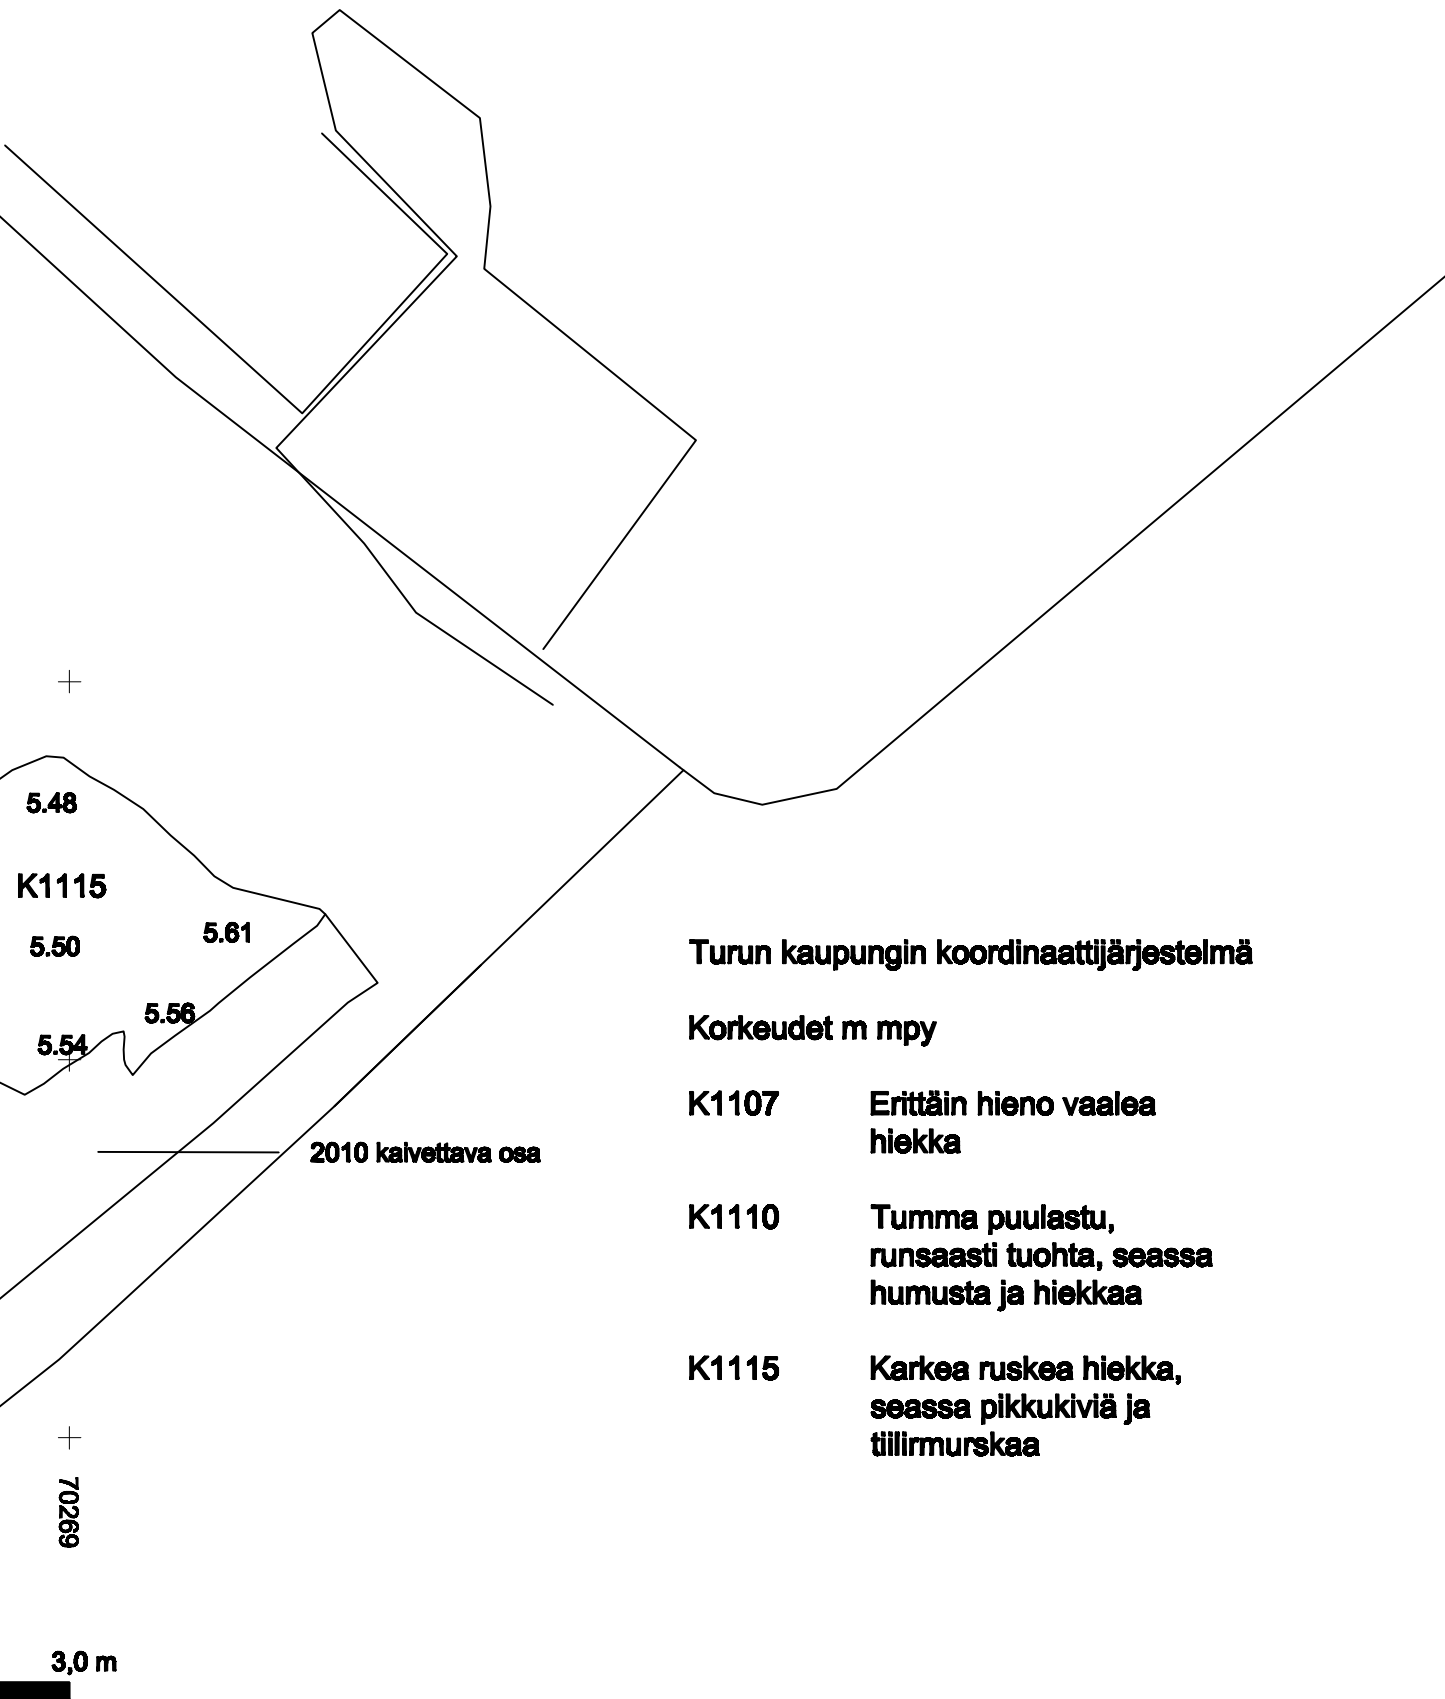 5.48
K1115
5.50
5.61
5.56
5.54
2010 kaivettava osa
Turun kaupungin koordinaattijärjestelmä
Korkeudet m mpy
K1107 Erittäin hieno vaalea
hiekka
K1110 Tumma puulastu,
runsaasti tuohta, seassa
humusta ja hiekkaa
K1115 Karkea ruskea hiekka,
seassa pikkukiviä ja
tiilirmurskaa
70269
3,0 m